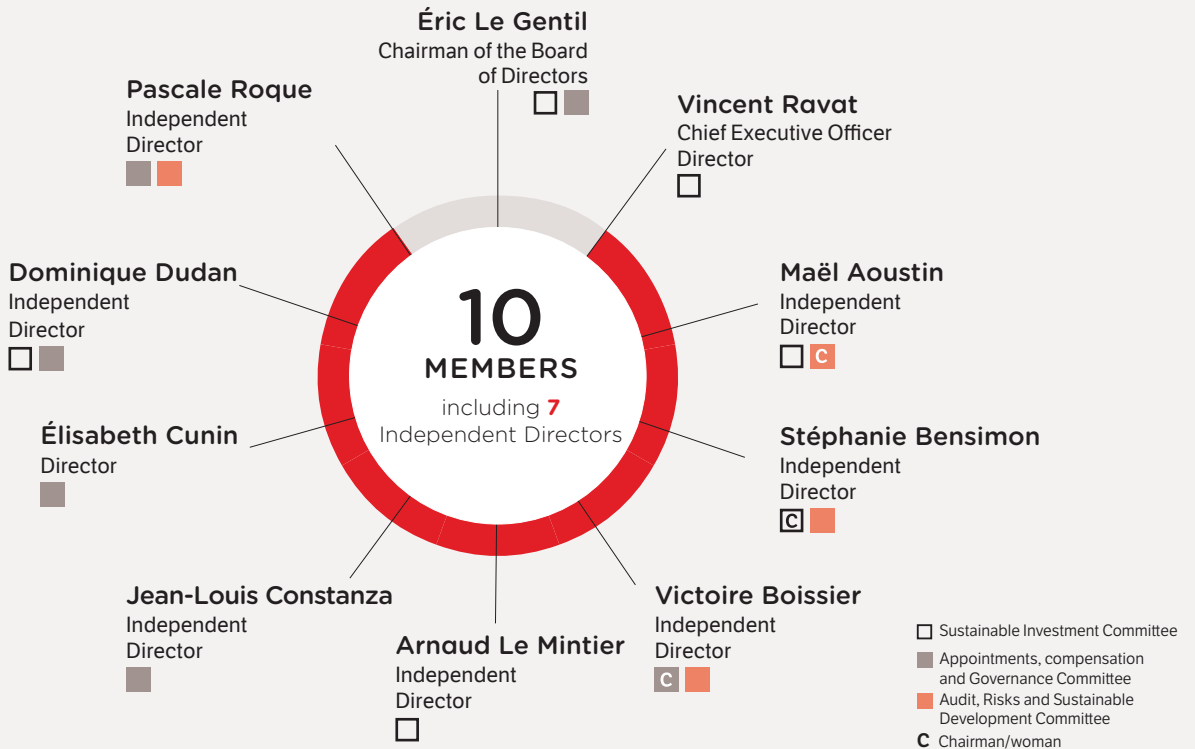 Éric Le Gentil
Chairman of the Board
of Directors
Pascale Roque
Independent
Director
Vincent Ravat
Chief Executive Officer
Director
Dominique Dudan
Independent
Director
Maël Aoustin
Independent
Director
C
10
MEMBERS
including 7
Independent Directors
Élisabeth Cunin
Director
Stéphanie Bensimon
Independent
Director
C
Jean-Louis Constanza
Independent
Director
Arnaud Le Mintier
Independent
Director
Victoire Boissier
Independent
Director
C
Sustainable Investment Committee
Appointments, compensation
and Governance Committee
Audit, Risks and Sustainable
Development Committee
C Chairman/woman